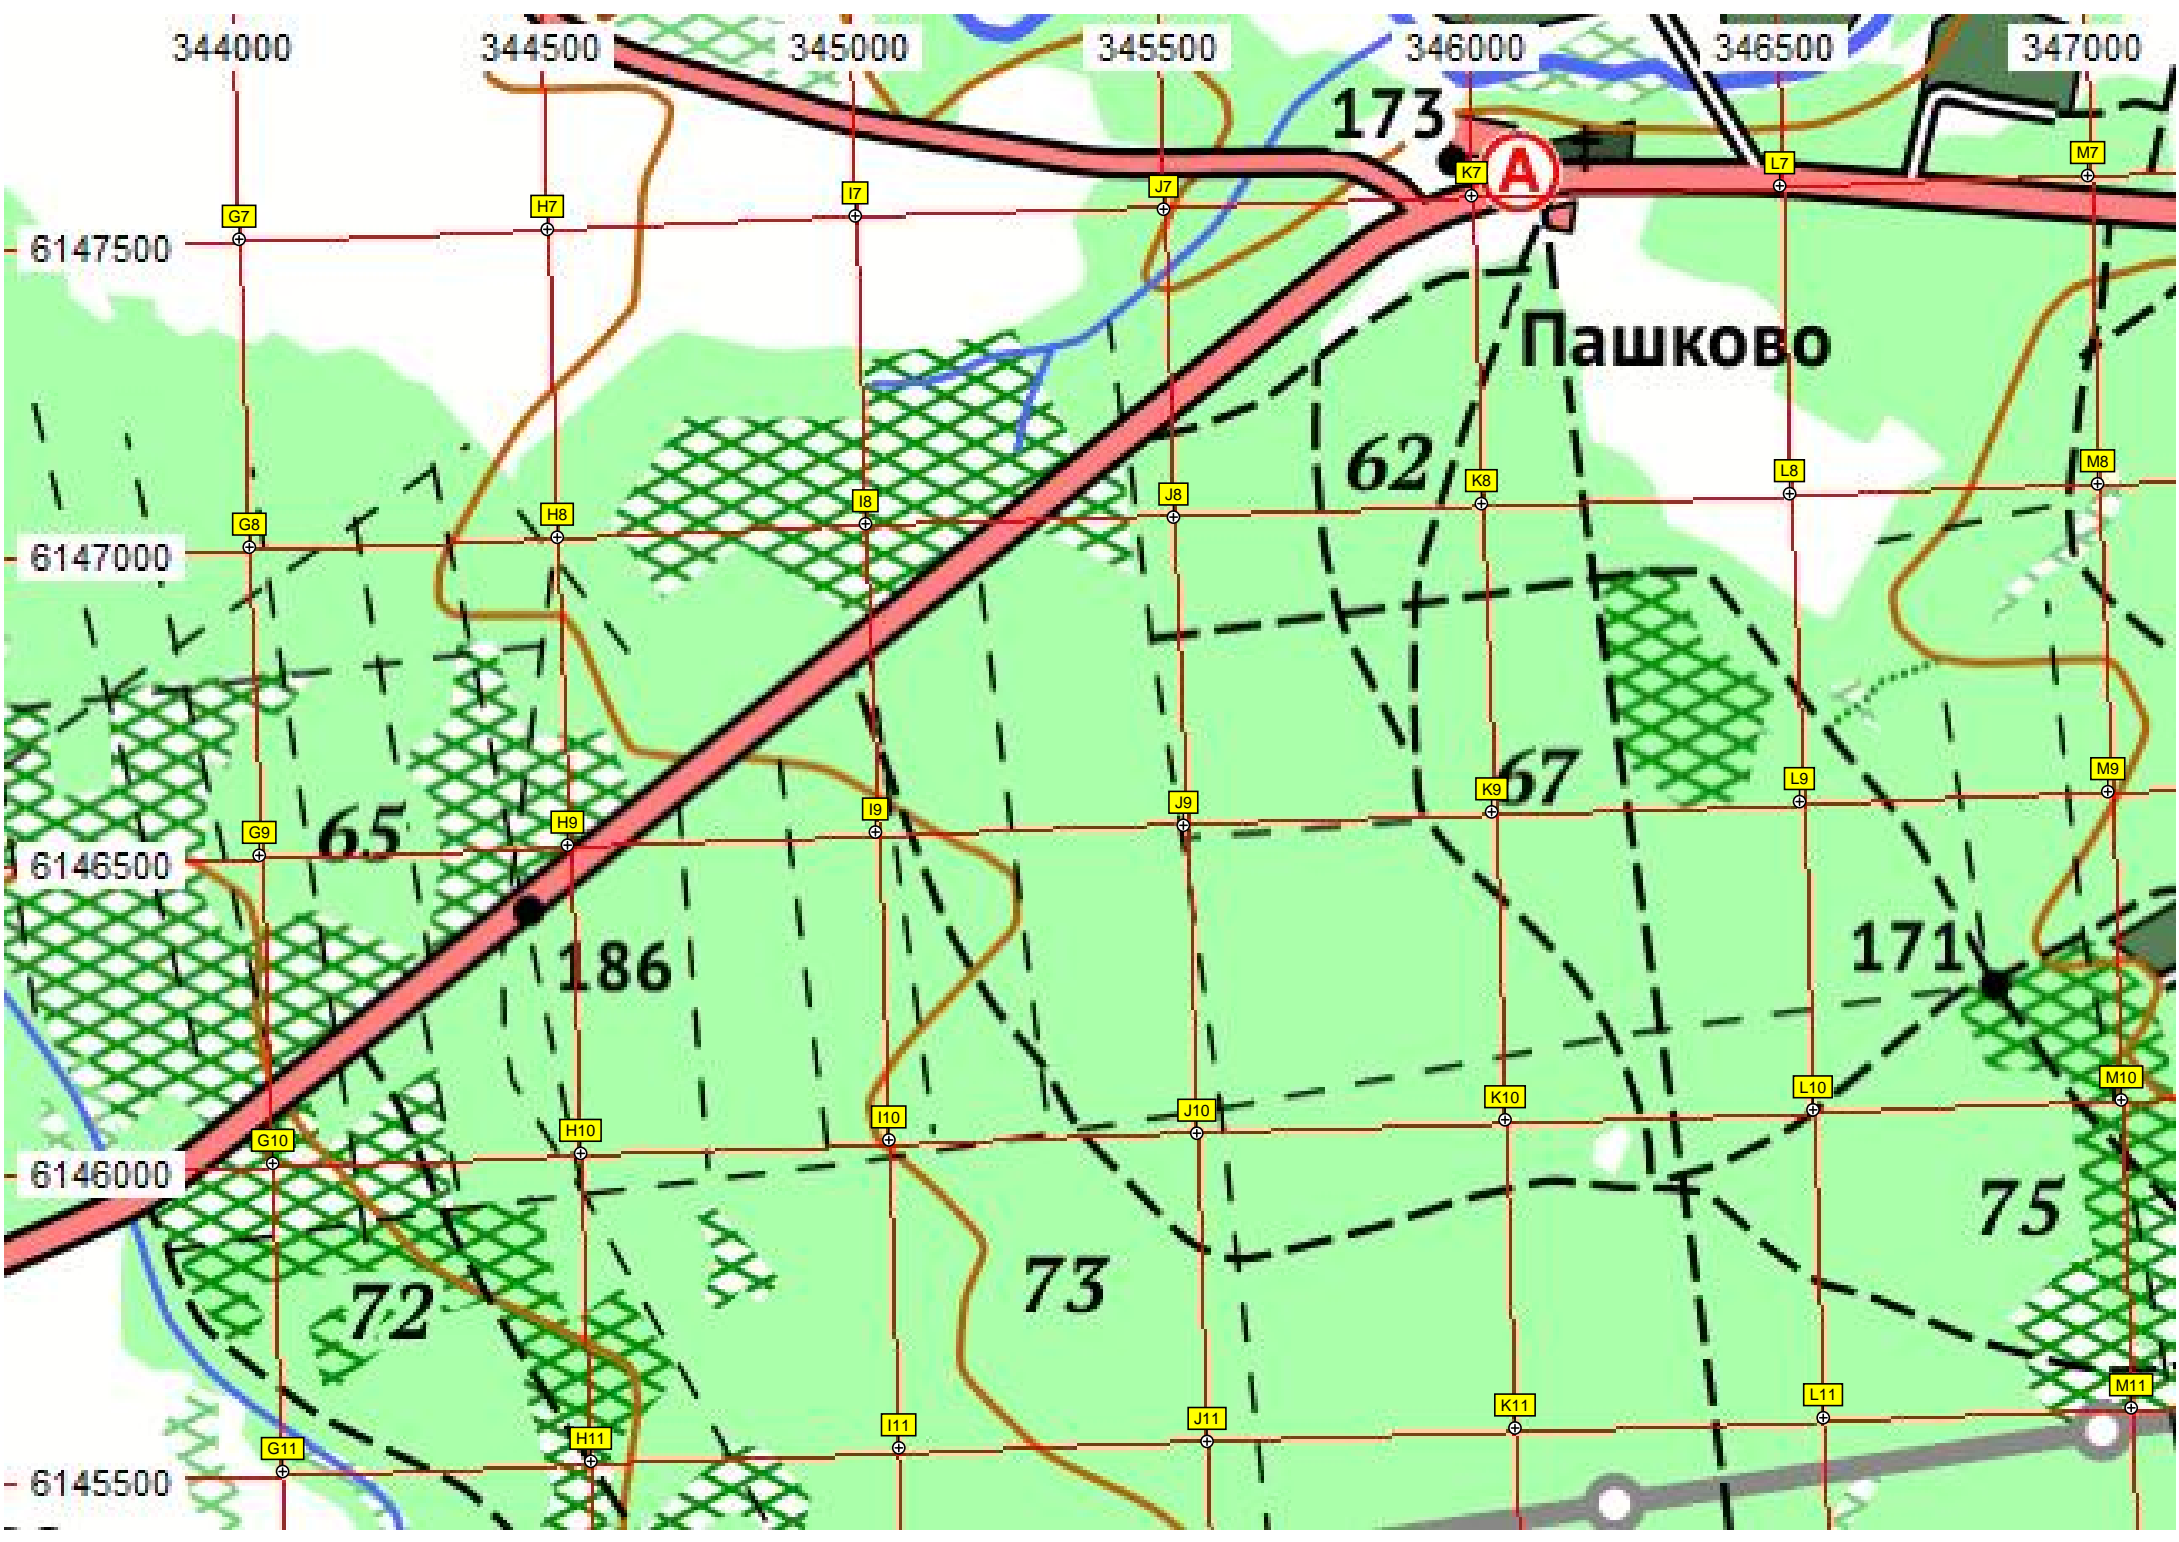 344000 344500 345000 345500 346000 346500 347000
173
A
G7 H7 I7 J7 K7 L7 M7
6147500
Пашково
62
G8 H8 I8 J8 K8 L8 M8
6147000
65
67
G9 H9 I9 J9 K9 L9 M9
6146500
186
171
G10 H10 I10 J10 K10 L10 M10
6146000
75
72
73
G11 H11 I11 J11 K11 L11 M11
6145500